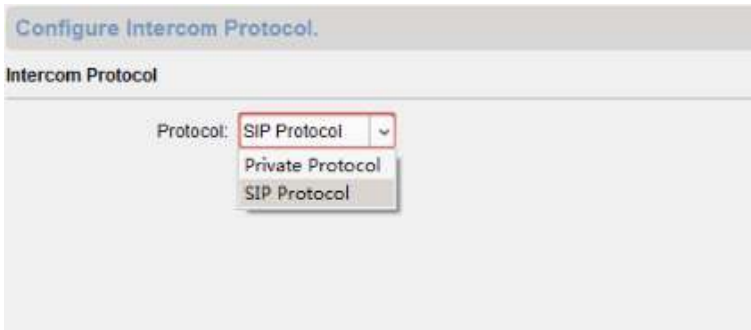 Configure Intercom Protocol.
Intercom Protocol
Protocol: SIP Protocol
Private Protocol
SIP Protocol